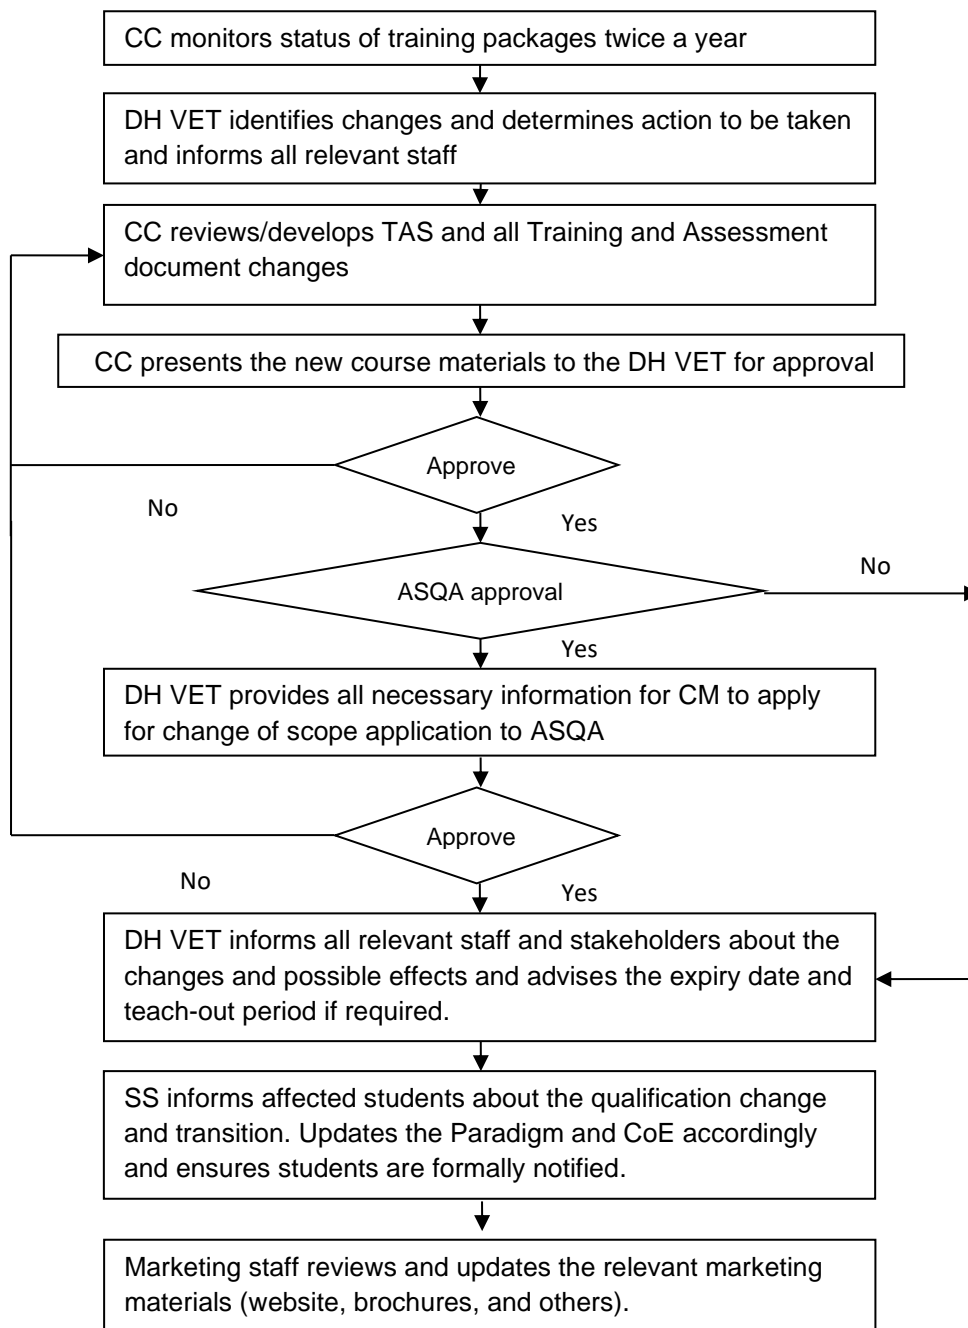 CC monitors status of training packages twice a year
DH VET identifies changes and determines action to be taken
and informs all relevant staff
CC reviews/develops TAS and all Training and Assessment
document changes
CC presents the new course materials to the DH VET for approval
Approve
No
Yes
ASQA approval
No
Yes
DH VET provides all necessary information for CM to apply
for change of scope application to ASQA
Approve
No
Yes
DH VET informs all relevant staff and stakeholders about the
changes and possible effects and advises the expiry date and
teach-out period if required.
SS informs affected students about the qualification change
and transition. Updates the Paradigm and CoE accordingly
and ensures students are formally notified.
Marketing staff reviews and updates the relevant marketing
materials (website, brochures, and others).